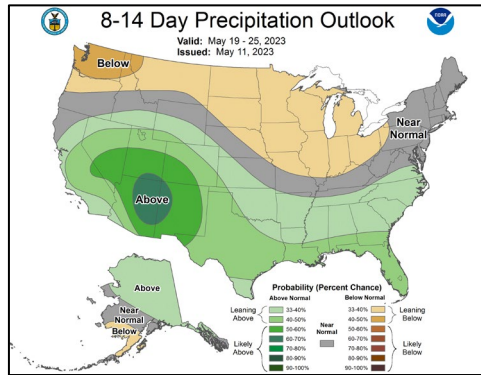 8-14 Day Precipitation Outlook
Valid: May 19 - 25, 2023
Issued: May 11, 2023
Below
Near
Normal
Above
Above
Near
Normal
Below
Probability (Percent Chance)
Above Normal
Below Normal
Leaning
Above
33-40%
40-50%
Likely
Above
50-60%
60-70%
70-80%
80-90%
90-100%
Near
Normal
33-40%
40-50%
Leaning
Below
50-60%
60-70%
70-80%
80-90%
90-100%
Likely
Below